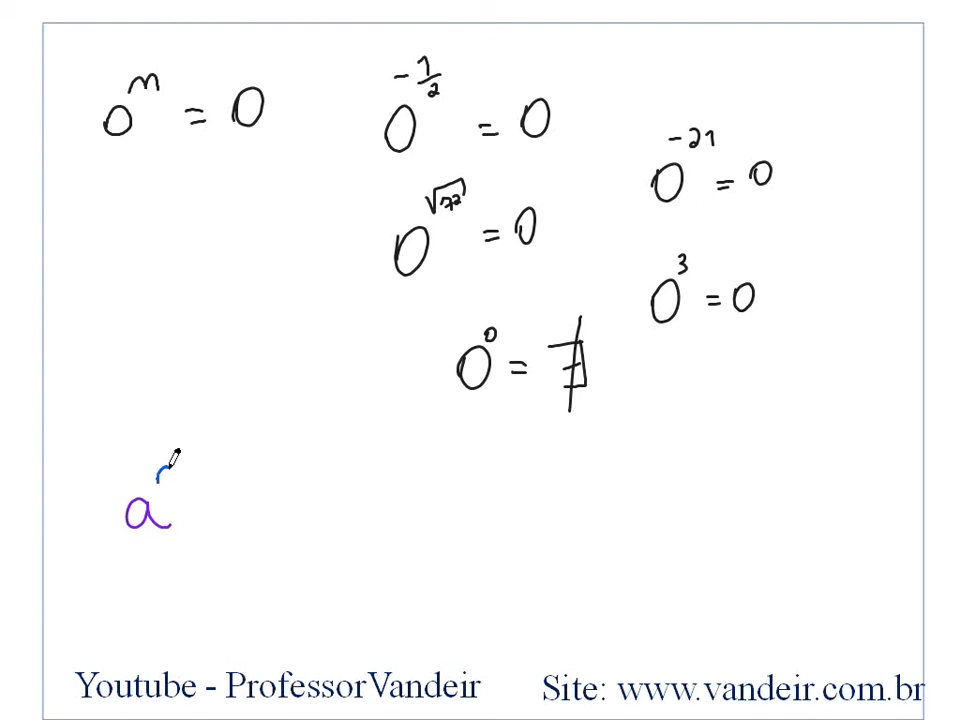 0^m = 0
0^{-1/2} = 0
0^{-21} = 0
0^{√72} = 0
0^3 = 0
0^0 = ∄
a
Youtube - ProfessorVandeir
Site: www.vandeir.com.br